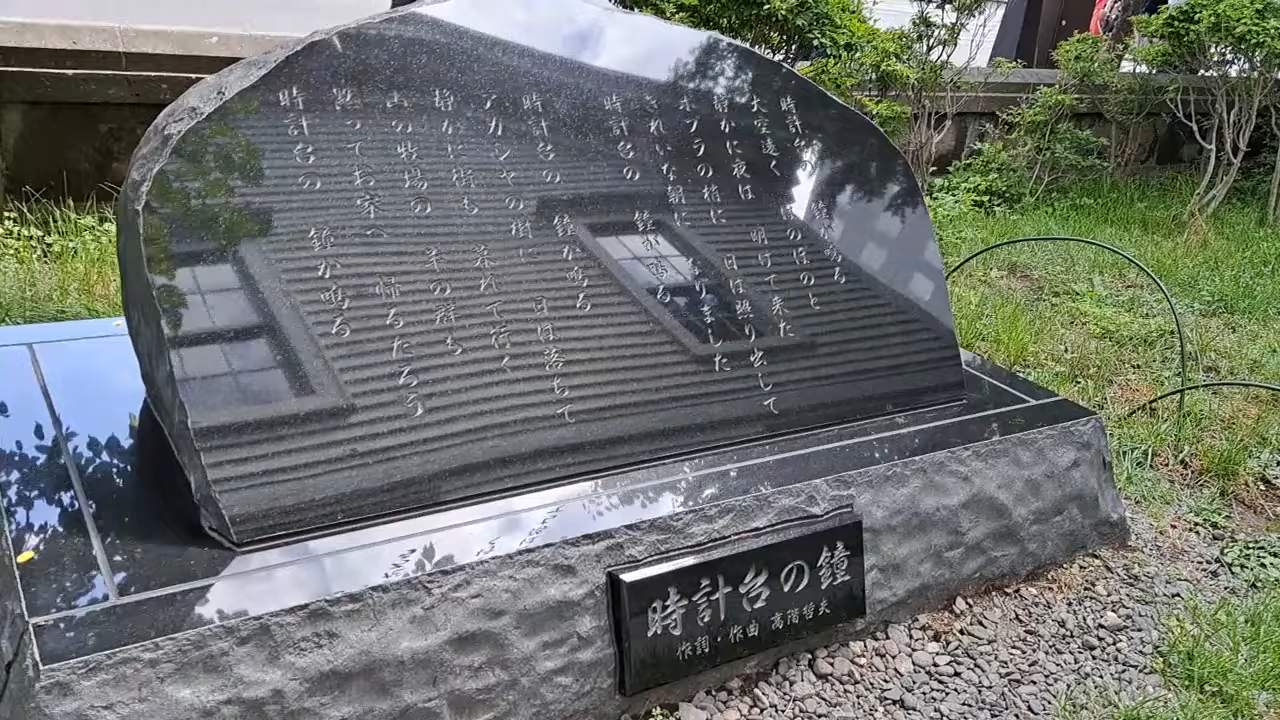 時計台の 鐘が鳴る
大空遠く ほのぼのと
静かに夜は 明けて来た
ポプラの梢に 日は照り出して
きれいな朝に なりました
時計台の 鐘が鳴る
時計台の 鐘が鳴る
アカシヤの樹に 日は落ちて
静かに街も 暮れて行く
山の牧場の 羊の群も
黙ってお家へ 帰るだろう
時計台の 鐘が鳴る
時計台の鐘
作詞・作曲 高階哲夫